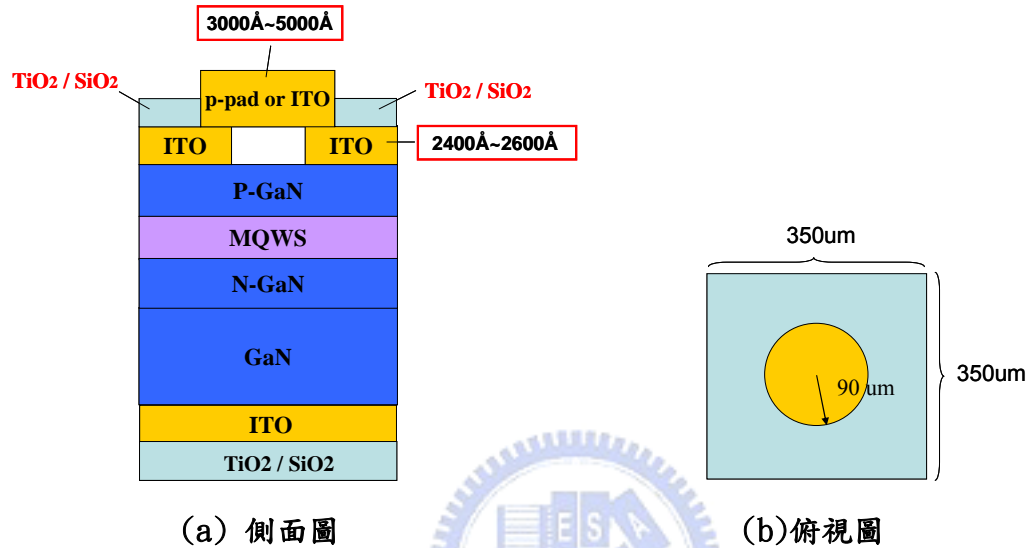 3000Å~5000Å
TiO2 / SiO2
p-pad or ITO
TiO2 / SiO2
ITO
ITO
2400Å~2600Å
P-GaN
MQWS
N-GaN
GaN
ITO
TiO2 / SiO2
(a) 側面圖
350um
90 um
350um
(b)俯視圖
ES
A